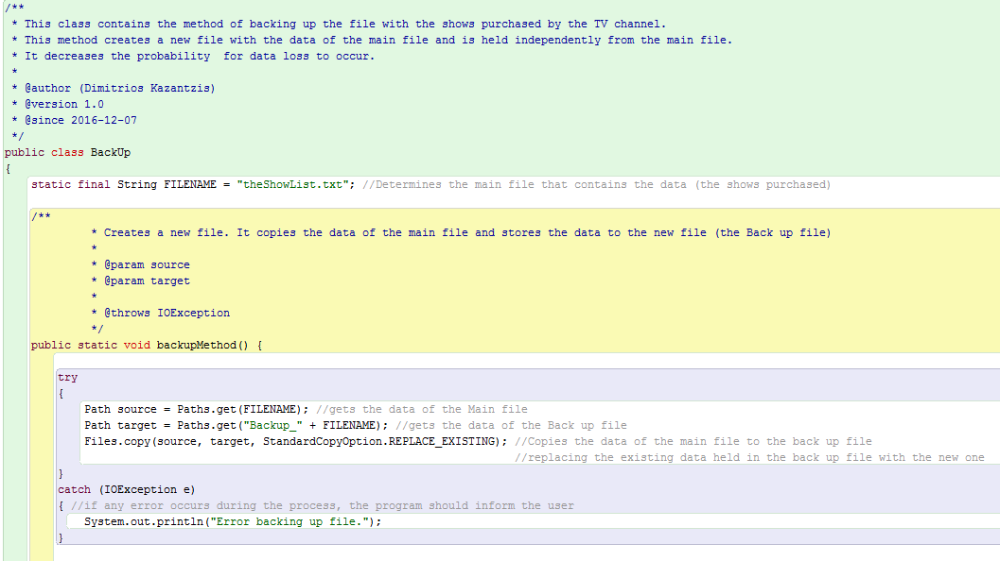 /**
 * This class contains the method of backing up the file with the shows purchased by the TV channel.
 * This method creates a new file with the data of the main file and is held independently from the main file.
 * It decreases the probability  for data loss to occur.
 *
 * @author (Dimitrios Kazantzis)
 * @version 1.0
 * @since 2016-12-07
 */
public class BackUp
{
    static final String FILENAME = "theShowList.txt"; //Determines the main file that contains the data (the shows purchased)
    /**
         * Creates a new file. It copies the data of the main file and stores the data to the new file (the Back up file)
         *
         * @param source
         * @param target
         *
         * @throws IOException
         */
    public static void backupMethod() {
        try
        {
            Path source = Paths.get(FILENAME); //gets the data of the Main file
            Path target = Paths.get("Backup_" + FILENAME); //gets the data of the Back up file
            Files.copy(source, target, StandardCopyOption.REPLACE_EXISTING); //Copies the data of the main file to the back up file
                                                                             //replacing the existing data held in the back up file with the new one
        }
        catch (IOException e)
        { //if any error occurs during the process, the program should inform the user
            System.out.println("Error backing up file.");
        }